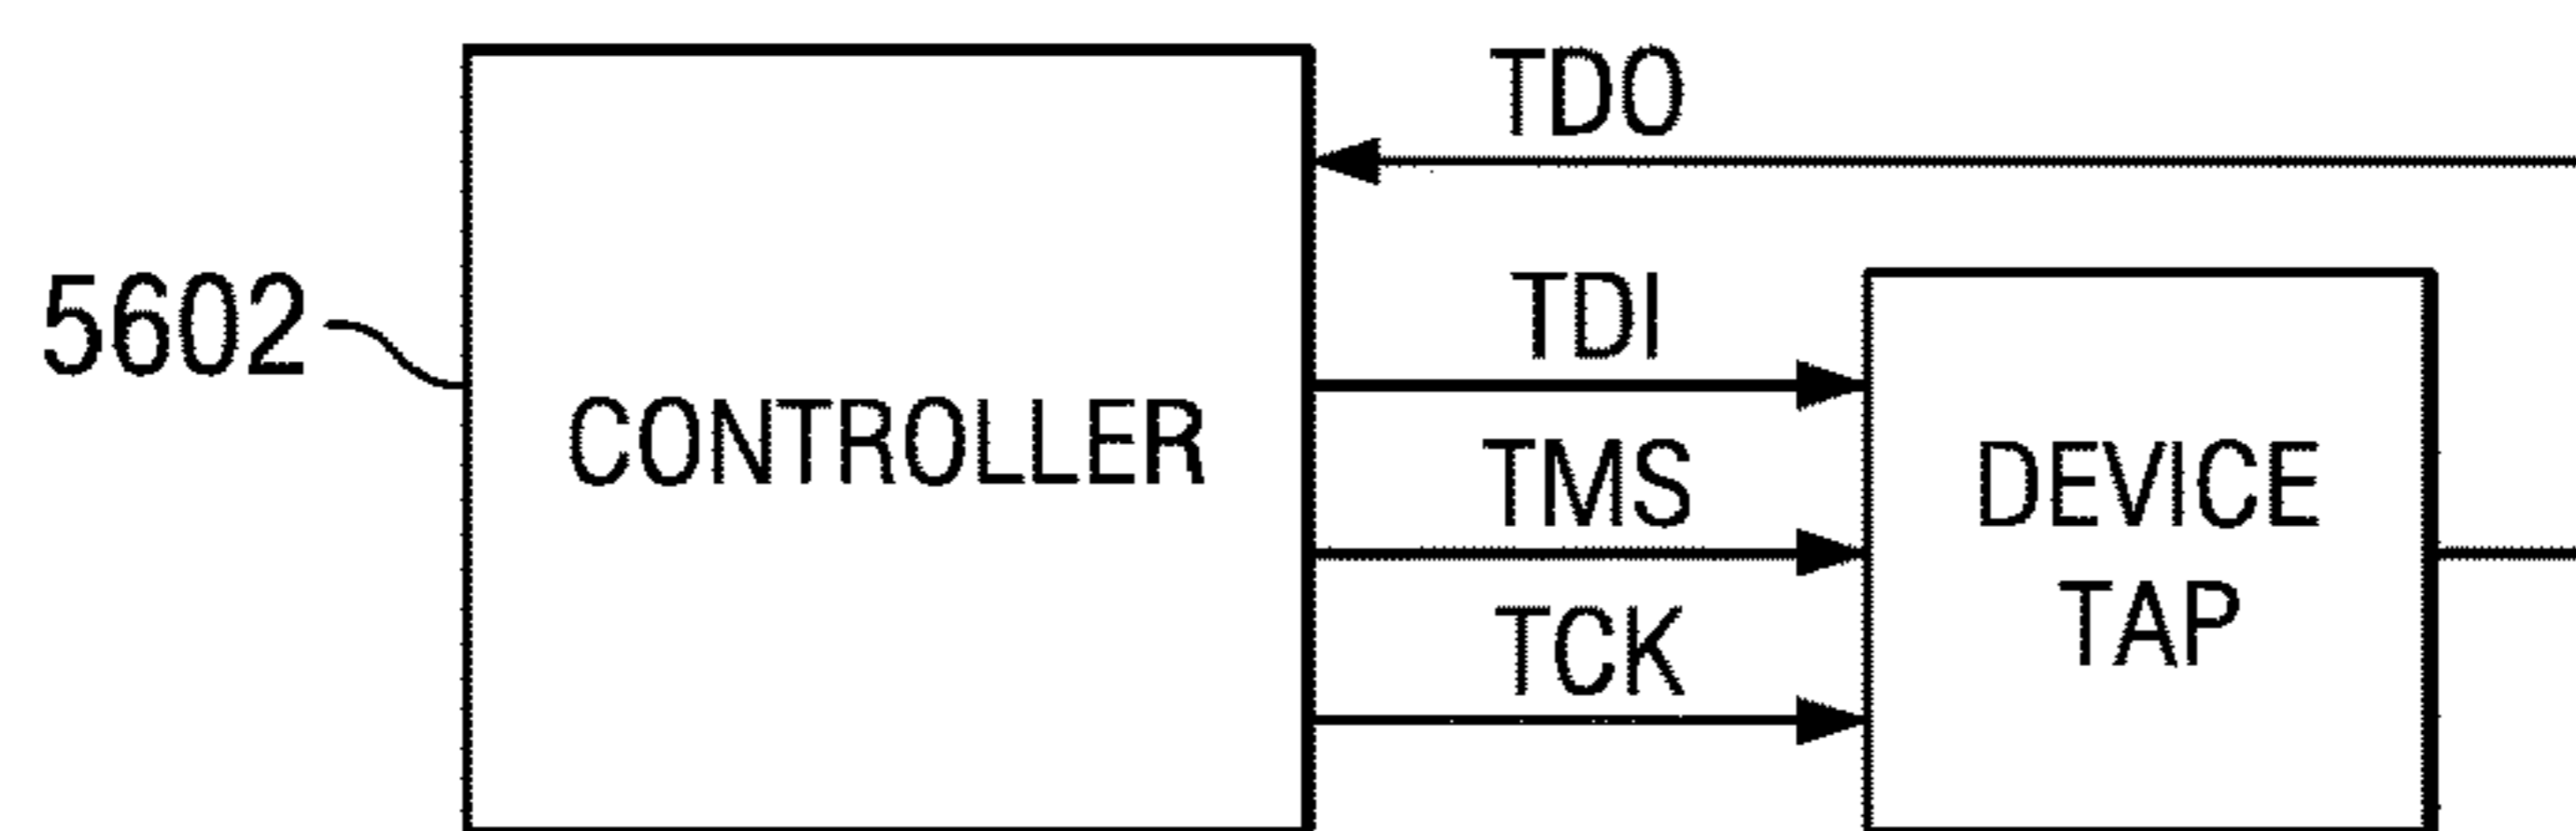 TDO
5602
TDI
CONTROLLER
TMS
DEVICE
TAP
TCK